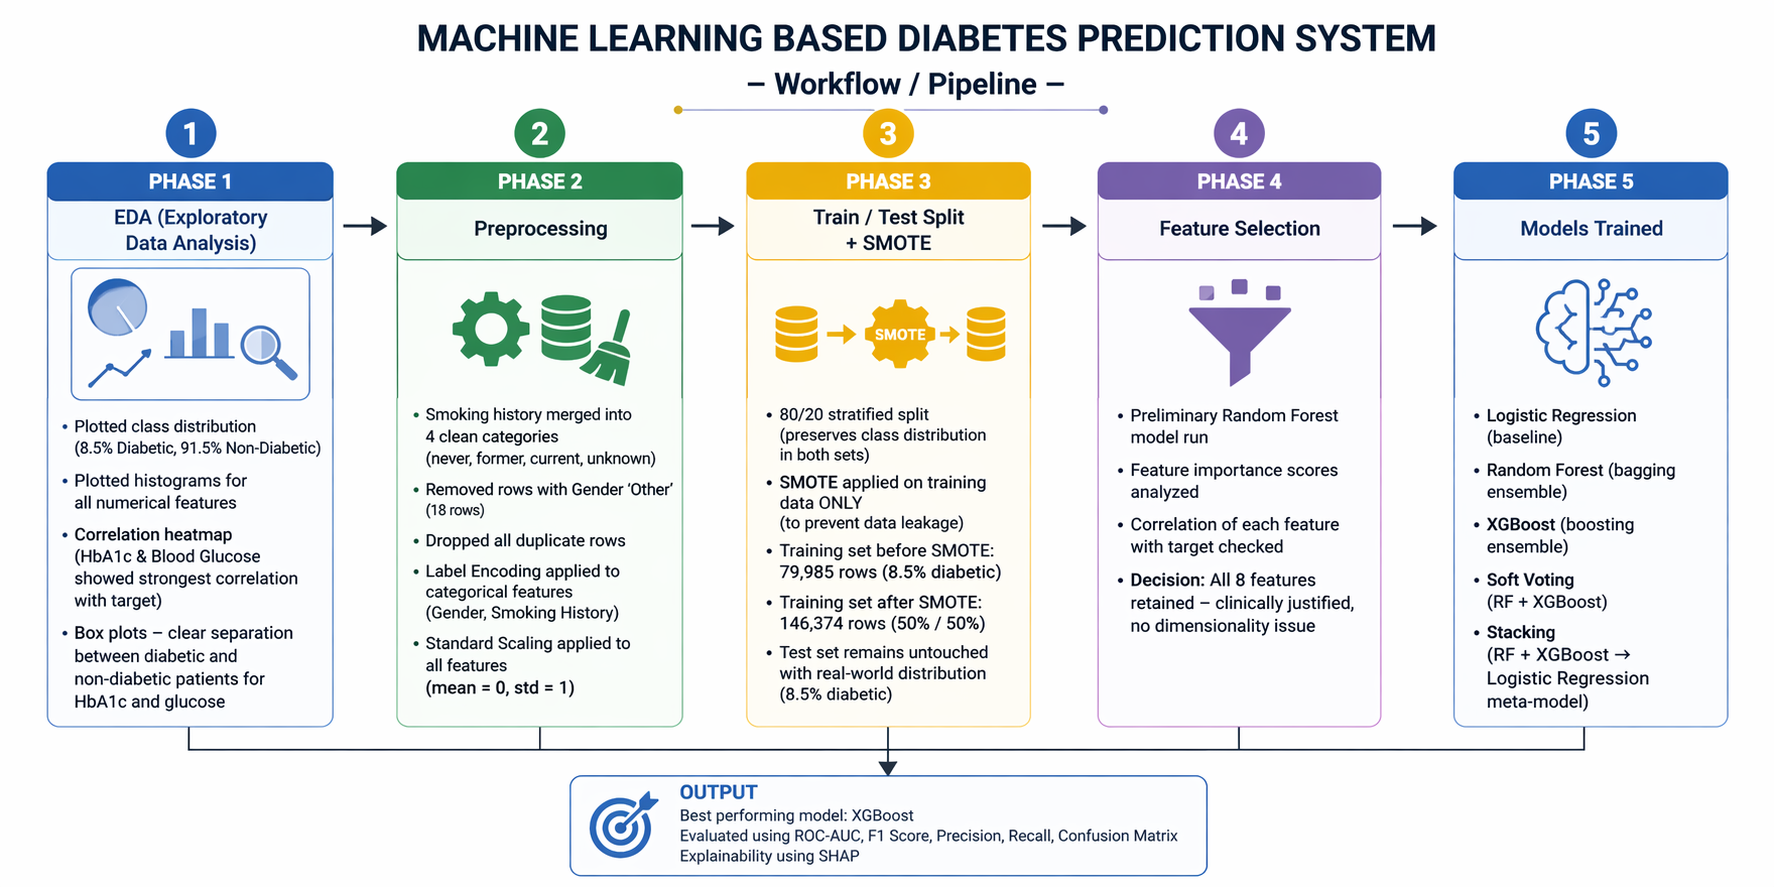 MACHINE LEARNING BASED DIABETES PREDICTION SYSTEM
– Workflow / Pipeline –
1
PHASE 1
EDA (Exploratory
Data Analysis)
• Plotted class distribution
(8.5% Diabetic, 91.5% Non-Diabetic)
• Plotted histograms for
all numerical features
• Correlation heatmap
(HbA1c & Blood Glucose
showed strongest correlation
with target)
• Box plots – clear separation
between diabetic and
non-diabetic patients for
HbA1c and glucose
2
PHASE 2
Preprocessing
• Smoking history merged into
4 clean categories
(never, former, current, unknown)
• Removed rows with Gender 'Other'
(18 rows)
• Dropped all duplicate rows
• Label Encoding applied to
categorical features
(Gender, Smoking History)
• Standard Scaling applied to
all features
(mean = 0, std = 1)
3
PHASE 3
Train / Test Split
+ SMOTE
SMOTE
• 80/20 stratified split
(preserves class distribution
in both sets)
• SMOTE applied on training
data ONLY
(to prevent data leakage)
• Training set before SMOTE:
79,985 rows (8.5% diabetic)
• Training set after SMOTE:
146,374 rows (50% / 50%)
• Test set remains untouched
with real-world distribution
(8.5% diabetic)
4
PHASE 4
Feature Selection
• Preliminary Random Forest
model run
• Feature importance scores
analyzed
• Correlation of each feature
with target checked
• Decision: All 8 features
retained – clinically justified,
no dimensionality issue
5
PHASE 5
Models Trained
• Logistic Regression
(baseline)
• Random Forest (bagging
ensemble)
• XGBoost (boosting
ensemble)
• Soft Voting
(RF + XGBoost)
• Stacking
(RF + XGBoost →
Logistic Regression
meta-model)
OUTPUT
Best performing model: XGBoost
Evaluated using ROC-AUC, F1 Score, Precision, Recall, Confusion Matrix
Explainability using SHAP